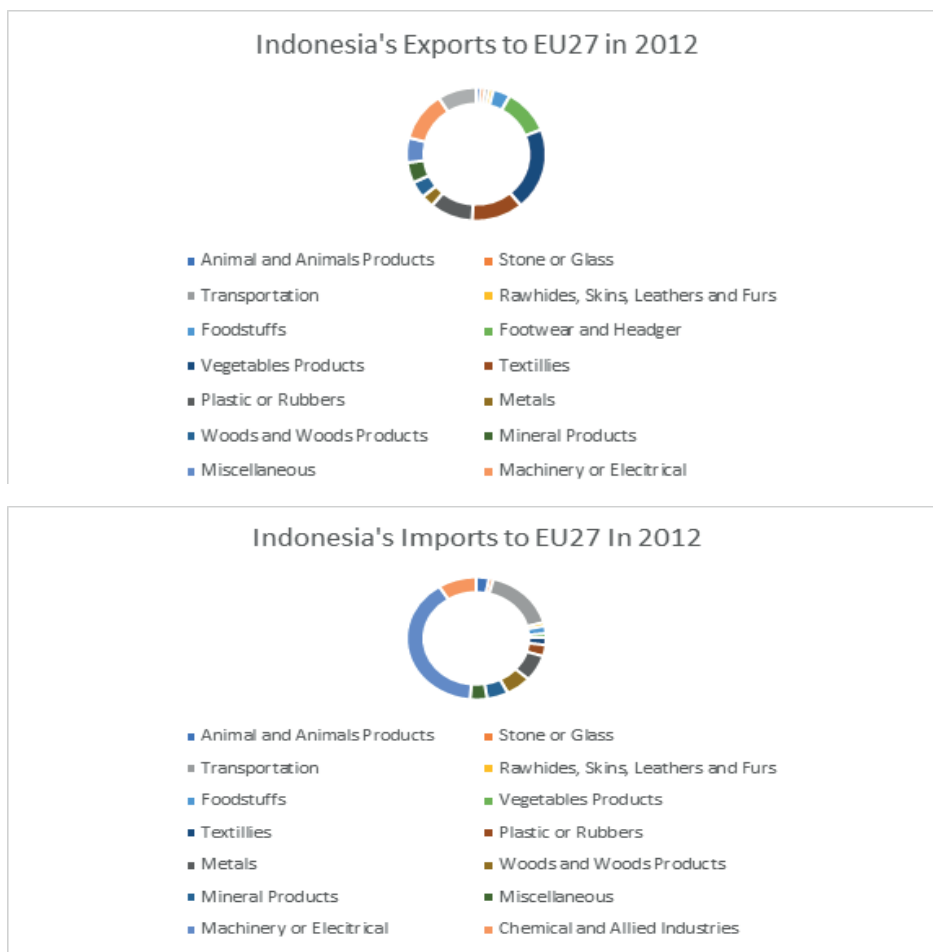 Indonesia's Exports to EU27 in 2012
Animal and Animals Products
Stone or Glass
Transportation
Rawhides, Skins, Leathers and Furs
Foodstuffs
Footwear and Headger
Vegetables Products
Textillies
Plastic or Rubbers
Metals
Woods and Woods Products
Mineral Products
Miscellaneous
Machinery or Elecitrical
Indonesia's Imports to EU27 In 2012
Animal and Animals Products
Stone or Glass
Transportation
Rawhides, Skins, Leathers and Furs
Foodstuffs
Vegetables Products
Textillies
Plastic or Rubbers
Metals
Woods and Woods Products
Mineral Products
Miscellaneous
Machinery or Elecitrical
Chemical and Allied Industries